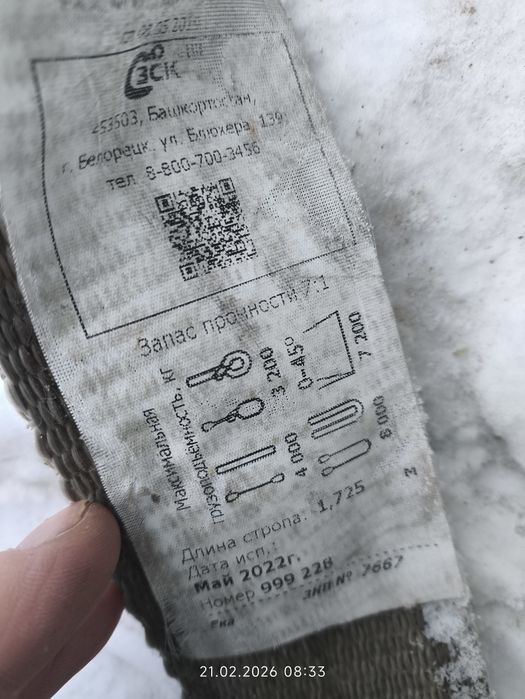 ЗСК
453503, Башкортостан,
г. Белорецк, ул. Блюхера, 139
тел. 8-800-700-3456
Запас прочности 7:1
Максимальная
грузоподъемность, кг
4 000
3 200
8 000
0-45°
7 200
Длина стропа: 1,725
Дата исп.:
Май 2022г.
Номер 999 228
ЗНП № 7667
Ека
21.02.2026 08:33